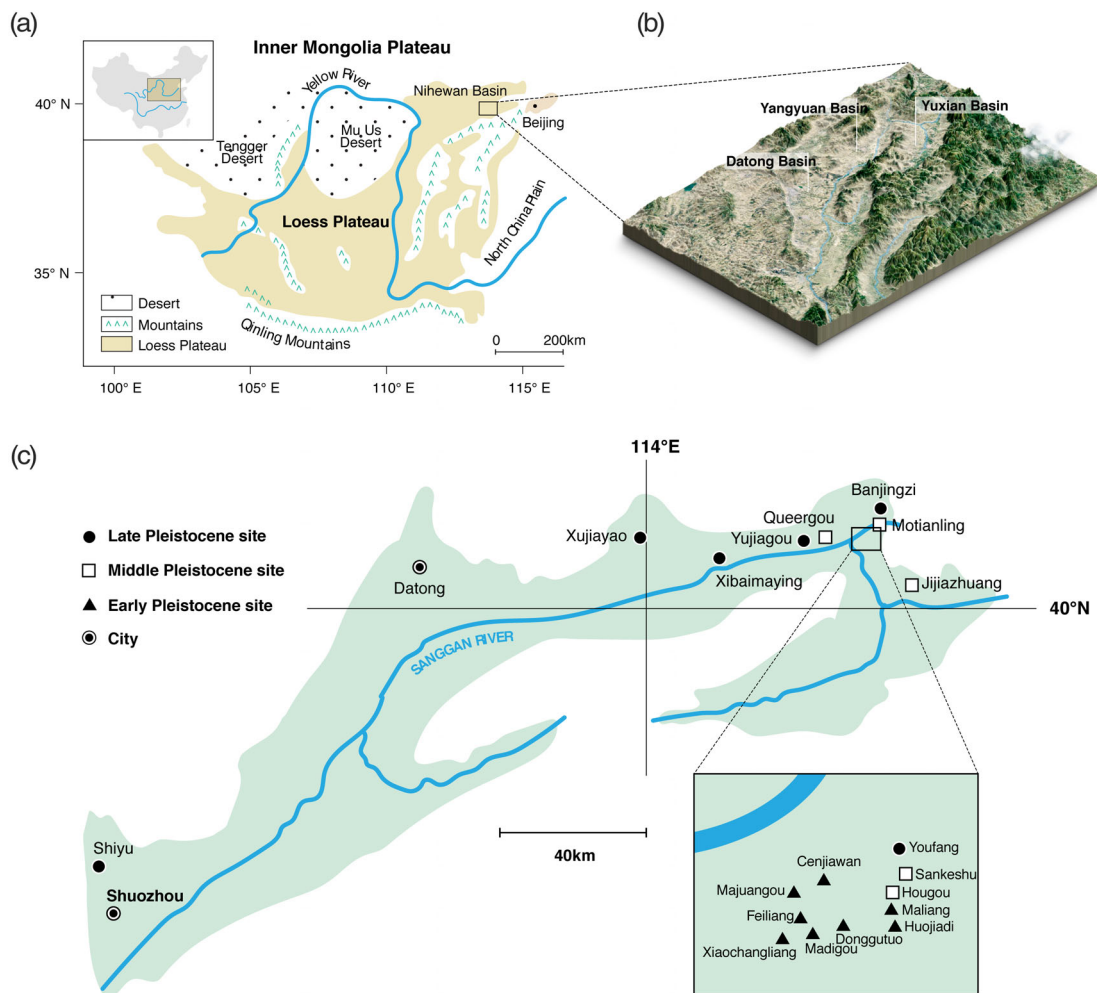 (a)
Inner Mongolia Plateau
Yellow River
Nihewan Basin
40° N
Beijing
Tengger
Desert
Mu Us
Desert
Loess Plateau
North China Plain
35° N
Desert
Mountains
Loess Plateau
Qinling Mountains
0
200km
100° E
105° E
110° E
115° E
(b)
Yangyuan Basin
Yuxian Basin
Datong Basin
(c)
114°E
Late Pleistocene site
Middle Pleistocene site
Early Pleistocene site
City
Banjingzi
Queergou
Motianling
Xujiayao
Yujiagou
Xibaimaying
Datong
Jijiazhuang
40°N
SANGGAN RIVER
40km
Shiyu
Shuozhou
Youfang
Cenjiawan
Sankeshu
Majuangou
Hougou
Maliang
Feiliang
Huojiadi
Donggutuo
Xiaochangliang
Madigou